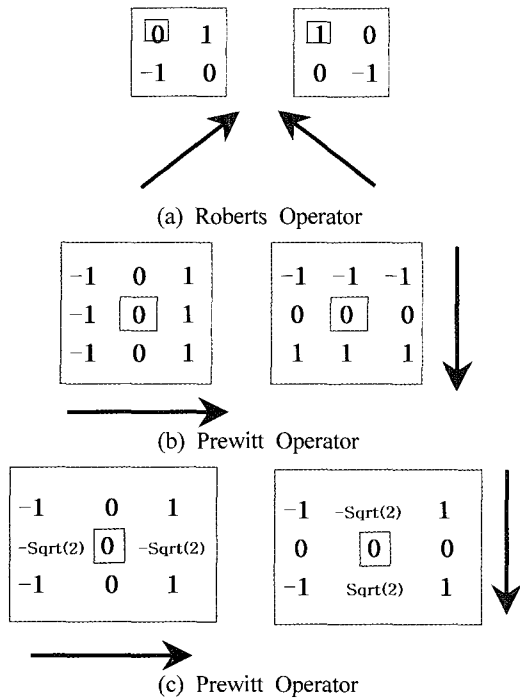 0 1 1 0
-1 0 0 -1
(a) Roberts Operator
-1 0 1 -1 -1 -1
-1 0 1 0 0 0
-1 0 1 1 1 1
(b) Prewitt Operator
-1 0 1 -1 -Sqrt(2) 1
-Sqrt(2) 0 -Sqrt(2) 0 0 0
-1 0 1 -1 Sqrt(2) 1
(c) Prewitt Operator